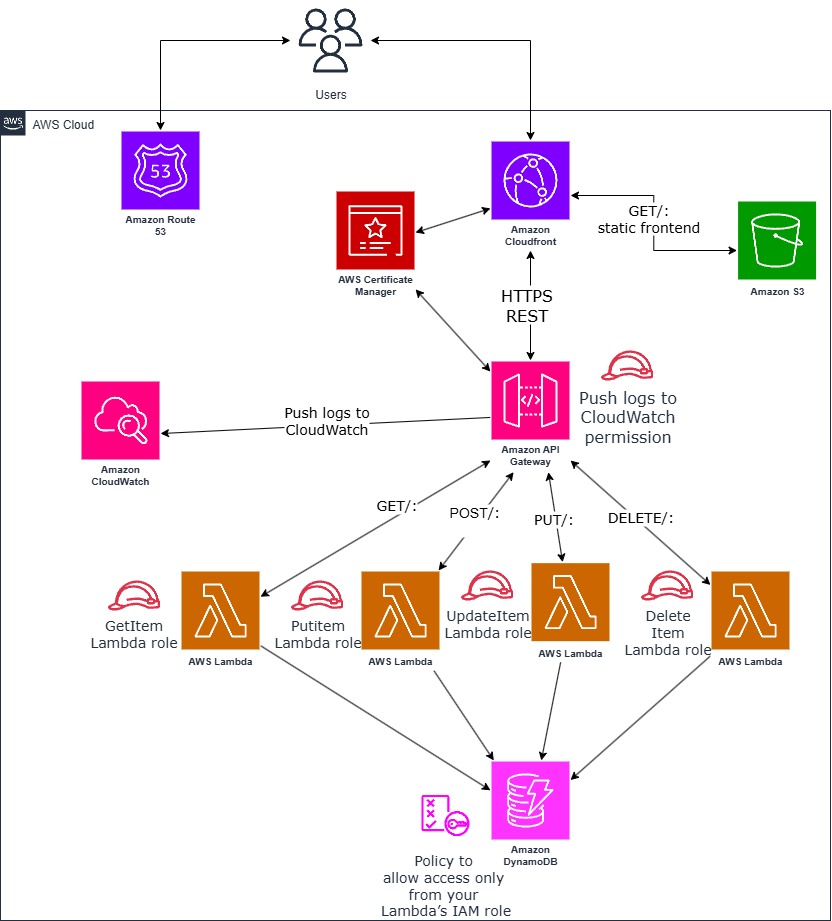 Users
aws
AWS Cloud
53
Amazon Route
53
Amazon
Cloudfront
GET/:
static frontend
Amazon S3
AWS Certificate
Manager
HTTPS
REST
Push logs to
CloudWatch
permission
Push logs to
CloudWatch
</>
Amazon API
Gateway
Amazon
CloudWatch
GET/:
POST/:
PUT/:
DELETE/:
GetItem
Lambda role
AWS Lambda
Putitem
Lambda role
AWS Lambda
UpdateItem
Lambda role
AWS Lambda
Delete
Item
Lambda role
AWS Lambda
Amazon
DynamoDB
Policy to
allow access only
from your
Lambda’s IAM role